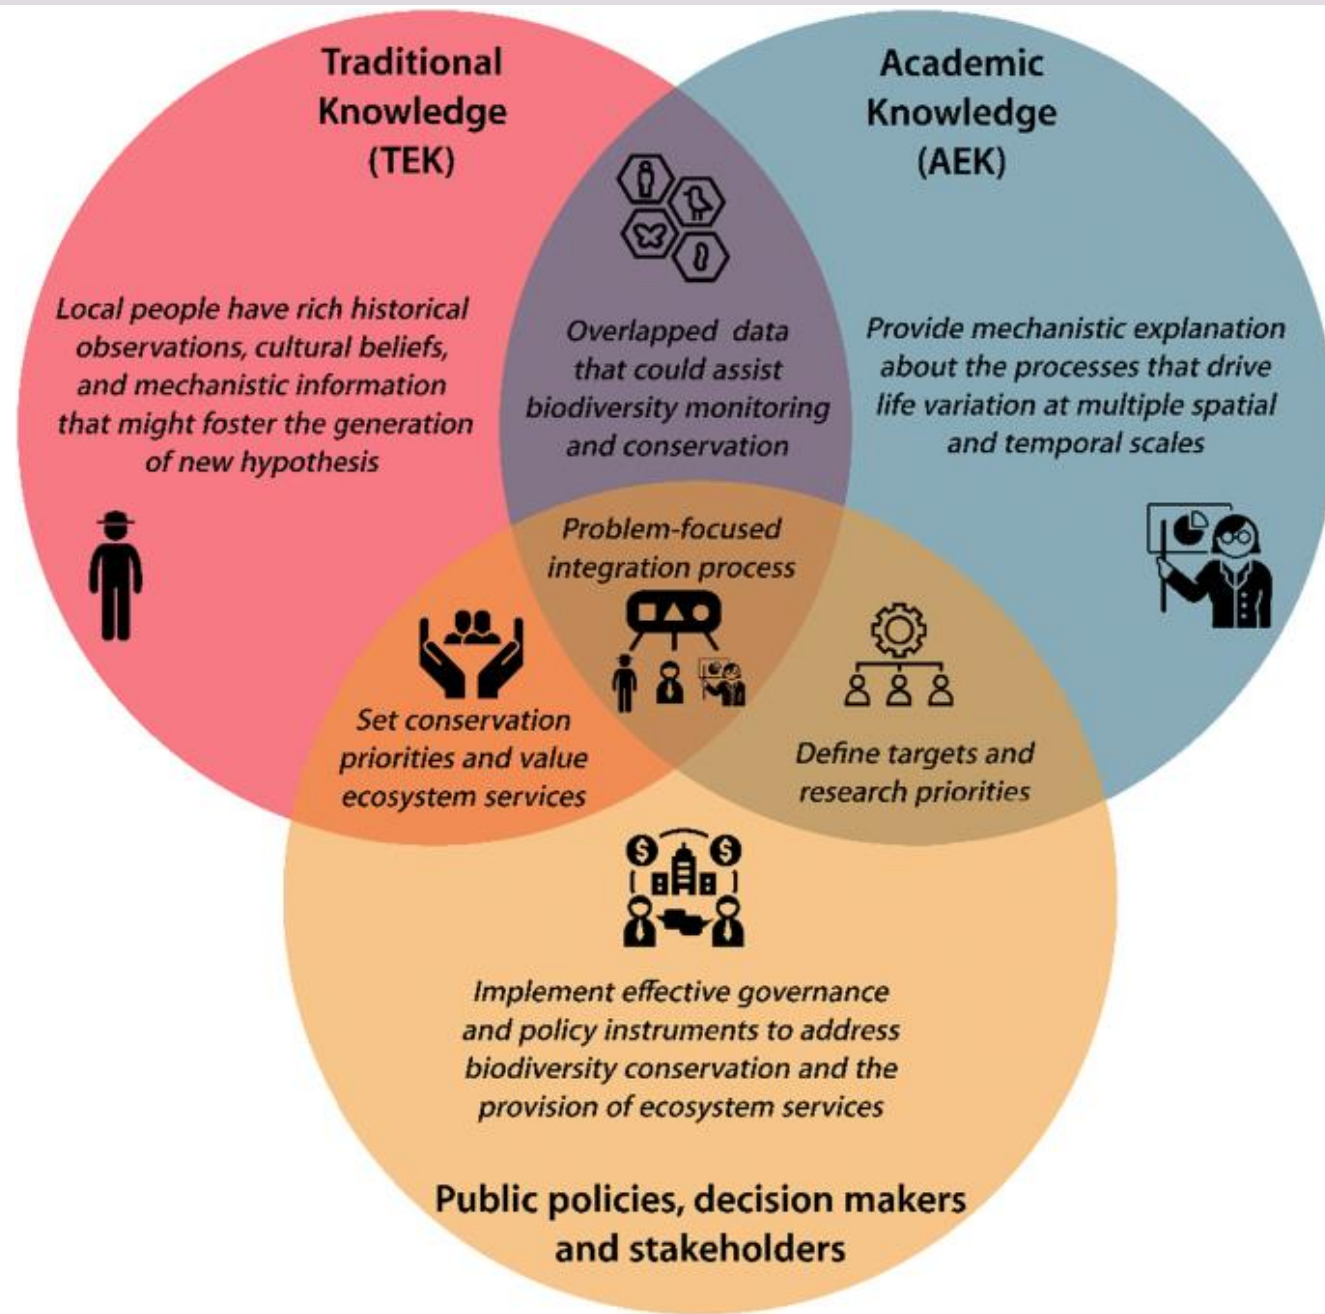 Traditional
Knowledge
(TEK)
Academic
Knowledge
(AEK)
Local people have rich historical
observations, cultural beliefs,
and mechanistic information
that might foster the generation
of new hypothesis
Overlapped data
that could assist
biodiversity monitoring
and conservation
Provide mechanistic explanation
about the processes that drive
life variation at multiple spatial
and temporal scales
Problem-focused
integration process
Set conservation
priorities and value
ecosystem services
Define targets and
research priorities
$ $
Implement effective governance
and policy instruments to address
biodiversity conservation and the
provision of ecosystem services
Public policies, decision makers
and stakeholders